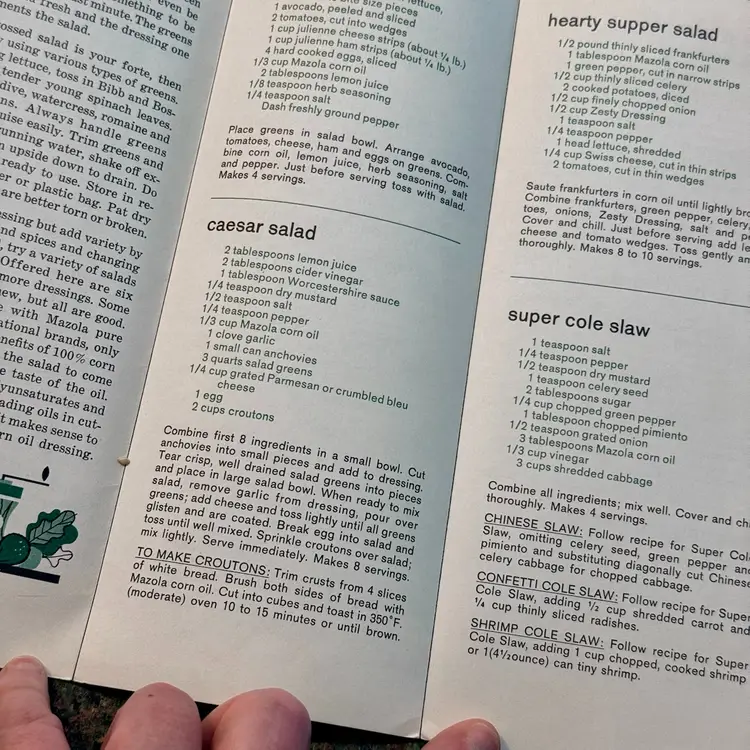 even be
something to be
last minute. The greens
fresh and the dressing one
ments the salad.
ossed salad is your forte, then
using various types of greens.
g lettuce, toss in Bibb and Bos-
tender young spinach leaves.
dive, watercress, romaine and
ns. Always handle greens
uise easily. Trim greens and
running water, shake off ex-
n upside down to drain. Do
ready to use. Store in re-
er or plastic bag. Pat dry
are better torn or broken.
ssing but add variety by
nd spices and changing
, try a variety of salads
Offered here are six
more dressings. Some
new, but all are good.
e with Mazola pure
ational brands, only
enefits of 100% corn
the salad to come
e taste of the oil.
yunsaturates and
ading oils in cut-
it makes sense to
rn oil dressing.
size pieces
1 avocado, peeled and sliced
2 tomatoes, cut into wedges
1 cup julienne cheese strips (about ¼ lb.)
1 cup julienne ham strips (about ¼ lb.)
4 hard cooked eggs, sliced
1/3 cup Mazola corn oil
2 tablespoons lemon juice
1/8 teaspoon herb seasoning
1/4 teaspoon salt
Dash freshly ground pepper
Place greens in salad bowl. Arrange avocado,
tomatoes, cheese, ham and eggs on greens. Com-
bine corn oil, lemon juice, herb seasoning, salt
and pepper. Just before serving toss with salad.
Makes 4 servings.
caesar salad
2 tablespoons lemon juice
2 tablespoons cider vinegar
1 tablespoon Worcestershire sauce
1/4 teaspoon dry mustard
1/2 teaspoon salt
1/4 teaspoon pepper
1/3 cup Mazola corn oil
1 clove garlic
1 small can anchovies
3 quarts salad greens
1/4 cup grated Parmesan or crumbled bleu
cheese
1 egg
2 cups croutons
Combine first 8 ingredients in a small bowl. Cut
anchovies into small pieces and add to dressing.
Tear crisp, well drained salad greens into pieces
and place in large salad bowl. When ready to mix
salad, remove garlic from dressing, pour over
greens; add cheese and toss lightly until all greens
glisten and are coated. Break egg into salad and
toss until well mixed. Sprinkle croutons over salad;
mix lightly. Serve immediately. Makes 8 servings.
TO MAKE CROUTONS: Trim crusts from 4 slices
of white bread. Brush both sides of bread with
Mazola corn oil. Cut into cubes and toast in 350°F.
(moderate) oven 10 to 15 minutes or until brown.
hearty supper salad
1/2 pound thinly sliced frankfurters
1 tablespoon Mazola corn oil
1 green pepper, cut in narrow strips
1/2 cup thinly sliced celery
2 cooked potatoes, diced
1/2 cup finely chopped onion
1/2 cup Zesty Dressing
1 teaspoon salt
1/4 teaspoon pepper
1 head lettuce, shredded
1/4 cup Swiss cheese, cut in thin strips
2 tomatoes, cut in thin wedges
Saute frankfurters in corn oil until lightly bro
Combine frankfurters, green pepper, celery,
toes, onions, Zesty Dressing, salt and p
Cover and chill. Just before serving add le
cheese and tomato wedges. Toss gently an
thoroughly. Makes 8 to 10 servings.
super cole slaw
1 teaspoon salt
1/4 teaspoon pepper
1/2 teaspoon dry mustard
1 teaspoon celery seed
2 tablespoons sugar
1/4 cup chopped green pepper
1 tablespoon chopped pimiento
1/2 teaspoon grated onion
3 tablespoons Mazola corn oil
1/3 cup vinegar
3 cups shredded cabbage
Combine all ingredients; mix well. Cover and chi
thoroughly. Makes 4 servings.
CHINESE SLAW: Follow recipe for Super Col
Slaw, omitting celery seed, green pepper an
pimiento and substituting diagonally cut Chines
celery cabbage for chopped cabbage.
CONFETTI COLE SLAW: Follow recipe for Super
Cole Slaw, adding ½ cup shredded carrot and
¼ cup thinly sliced radishes.
SHRIMP COLE SLAW: Follow recipe for Super
Cole Slaw, adding 1 cup chopped, cooked shrimp
or 1(4½ounce) can tiny shrimp.